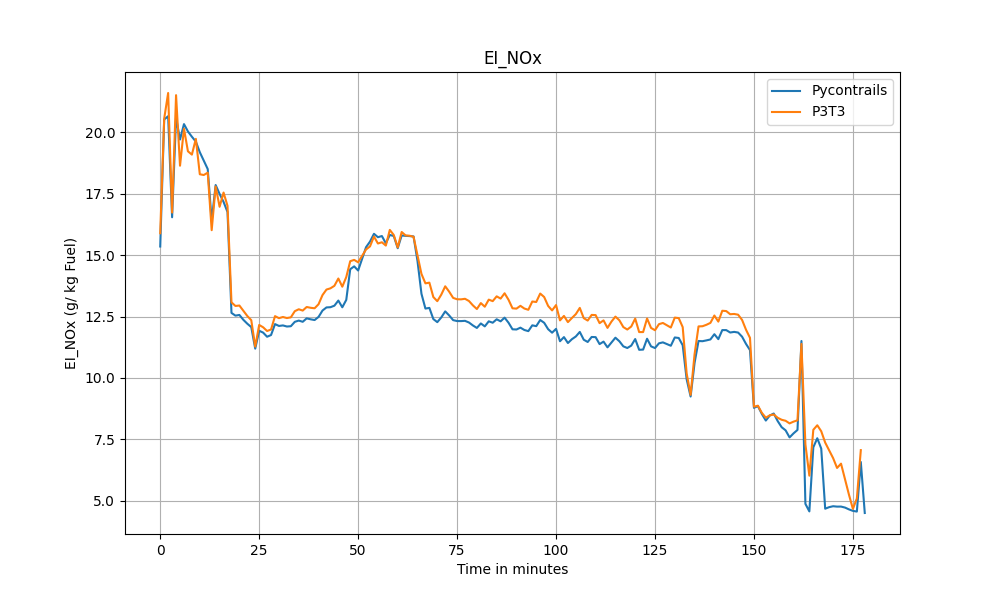 EI_NOx
Pycontrails
P3T3
EI_NOx (g/ kg Fuel)
20.0
17.5
15.0
12.5
10.0
7.5
5.0
0 25 50 75 100 125 150 175
Time in minutes